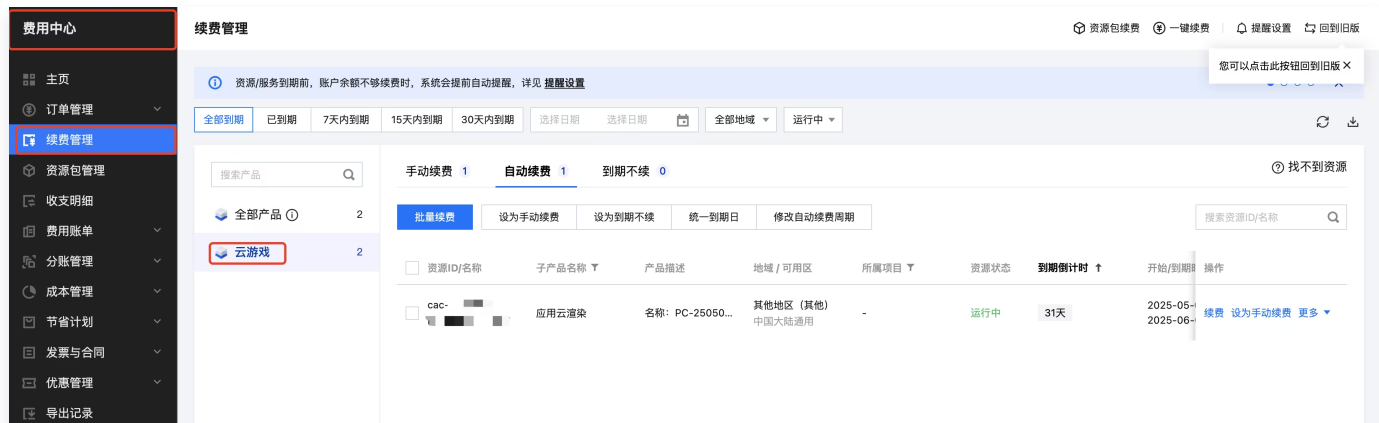 费用中心
续费管理
资源包续费 一键续费 提醒设置 回到旧版
您可以点击此按钮回到旧版
主页
订单管理
续费管理
资源包管理
收支明细
费用账单
分账管理
成本管理
节省计划
发票与合同
优惠管理
导出记录
资源/服务到期前，账户余额不够续费时，系统会提前自动提醒，详见 提醒设置
全部到期 已到期 7天内到期 15天内到期 30天内到期 选择日期 选择日期 全部地域 运行中
搜索产品
全部产品 2
云游戏 2
手动续费 1 自动续费 1 到期不续 0
找不到资源
批量续费 设为手动续费 设为到期不续 统一到期日 修改自动续费周期
搜索资源ID/名称
资源ID/名称 子产品名称 产品描述 地域 / 可用区 所属项目 资源状态 到期倒计时 开始/到期 操作
cac- 应用云渲染 名称：PC-25050... 其他地区（其他） - 运行中 31天 2025-05- 续费 设为手动续费 更多
中国大陆通用 2025-06-